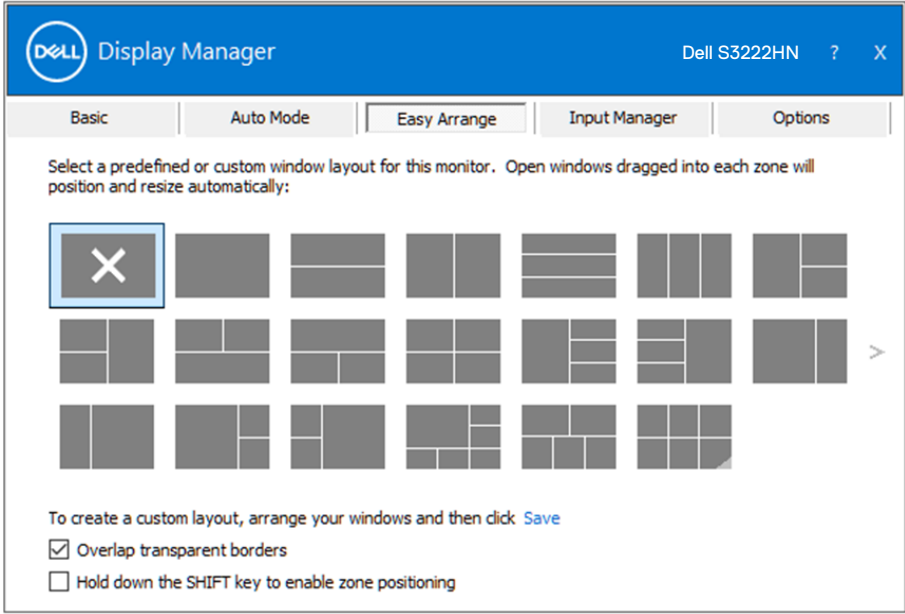 DELL Display Manager Dell S3222HN ? X
Basic Auto Mode Easy Arrange Input Manager Options
Select a predefined or custom window layout for this monitor. Open windows dragged into each zone will
position and resize automatically:
>
To create a custom layout, arrange your windows and then click Save
Overlap transparent borders
Hold down the SHIFT key to enable zone positioning